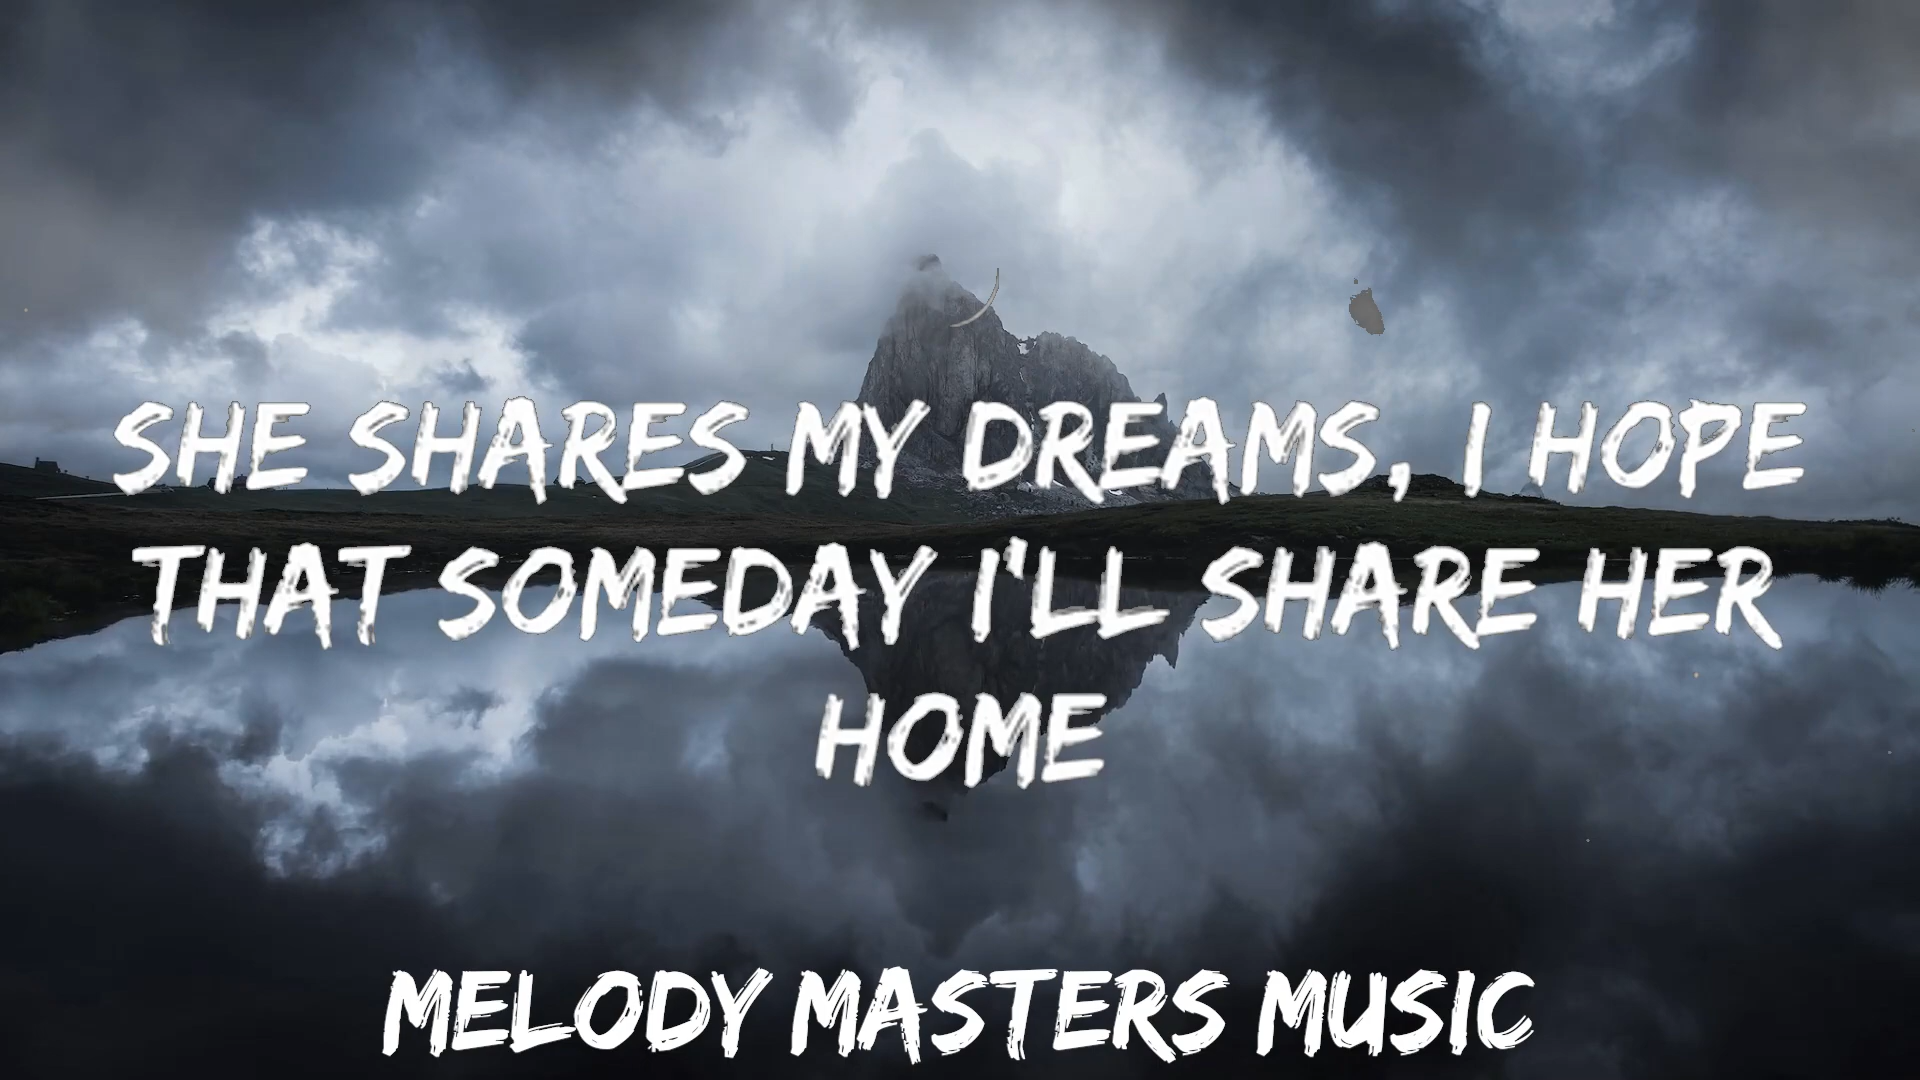 SHE SHARES MY DREAMS, I HOPE
THAT SOMEDAY I'LL SHARE HER
HOME
MELODY MASTERS MUSIC